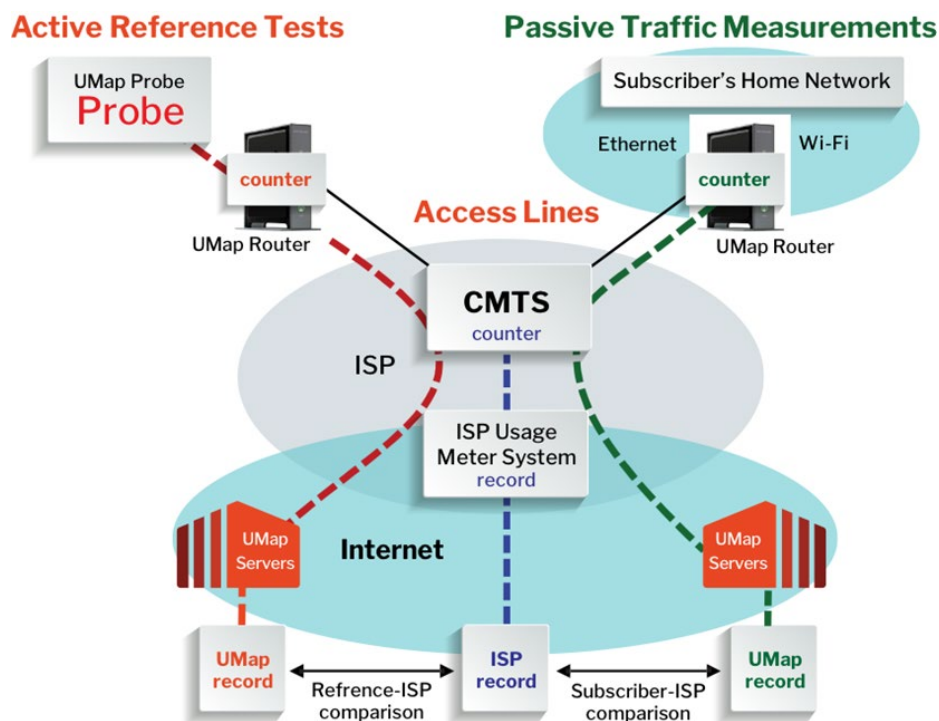 Active Reference Tests
Passive Traffic Measurements
UMap Probe
Probe
Subscriber's Home Network
Ethernet
Wi-Fi
counter
counter
Access Lines
UMap Router
UMap Router
CMTS
counter
ISP
ISP Usage
Meter System
record
UMap
Servers
Internet
UMap
Servers
UMap
record
Refrence-ISP
comparison
ISP
record
Subscriber-ISP
comparison
UMap
record